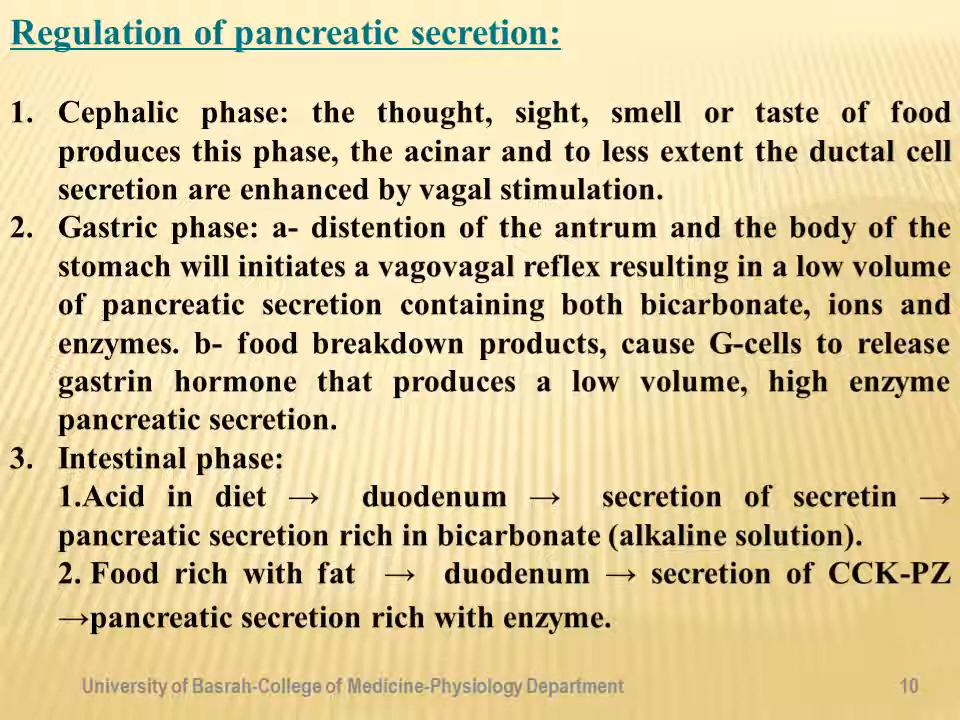 Regulation of pancreatic secretion:
1. Cephalic phase: the thought, sight, smell or taste of food
produces this phase, the acinar and to less extent the ductal cell
secretion are enhanced by vagal stimulation.
2. Gastric phase: a- distention of the antrum and the body of the
stomach will initiates a vagovagal reflex resulting in a low volume
of pancreatic secretion containing both bicarbonate, ions and
enzymes. b- food breakdown products, cause G-cells to release
gastrin hormone that produces a low volume, high enzyme
pancreatic secretion.
3. Intestinal phase:
1.Acid in diet → duodenum → secretion of secretin →
pancreatic secretion rich in bicarbonate (alkaline solution).
2. Food rich with fat → duodenum → secretion of CCK-PZ
→pancreatic secretion rich with enzyme.
University of Basrah-College of Medicine-Physiology Department 10